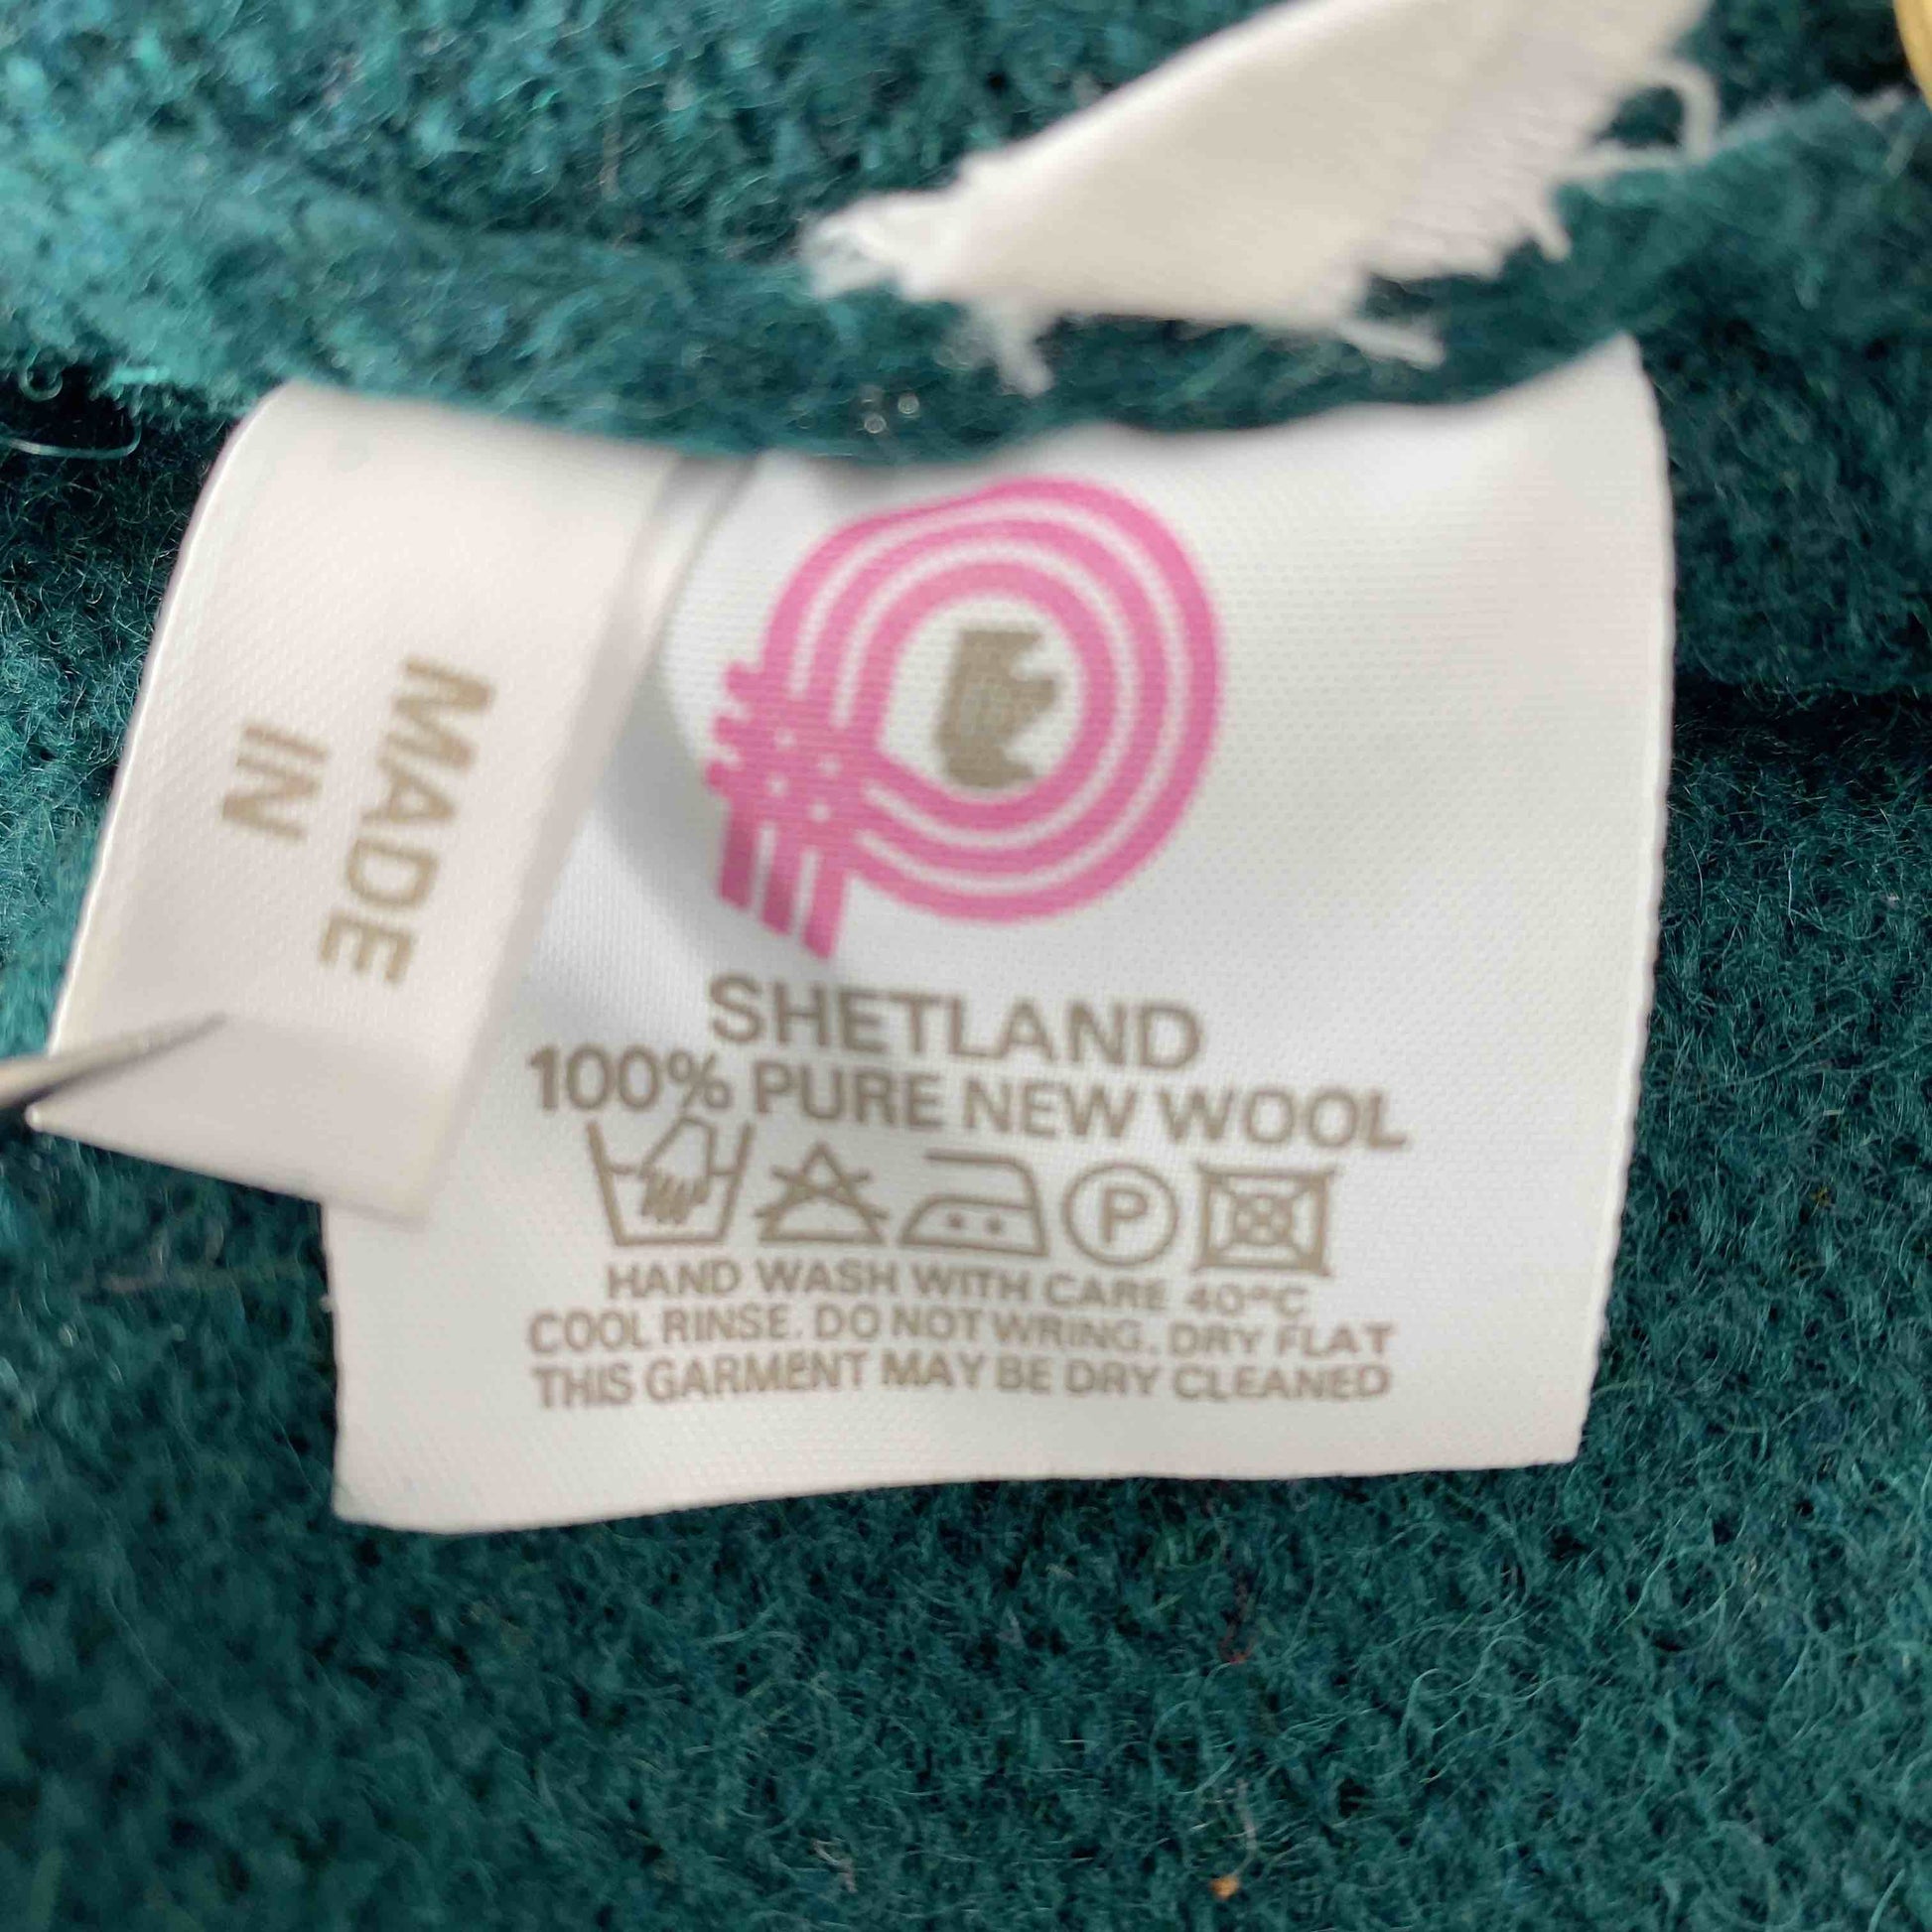 MADE
IN
SHETLAND
100% PURE NEW WOOL
P
HAND WASH WITH CARE 40°C
COOL RINSE. DO NOT WRING. DRY FLAT
THIS GARMENT MAY BE DRY CLEANED